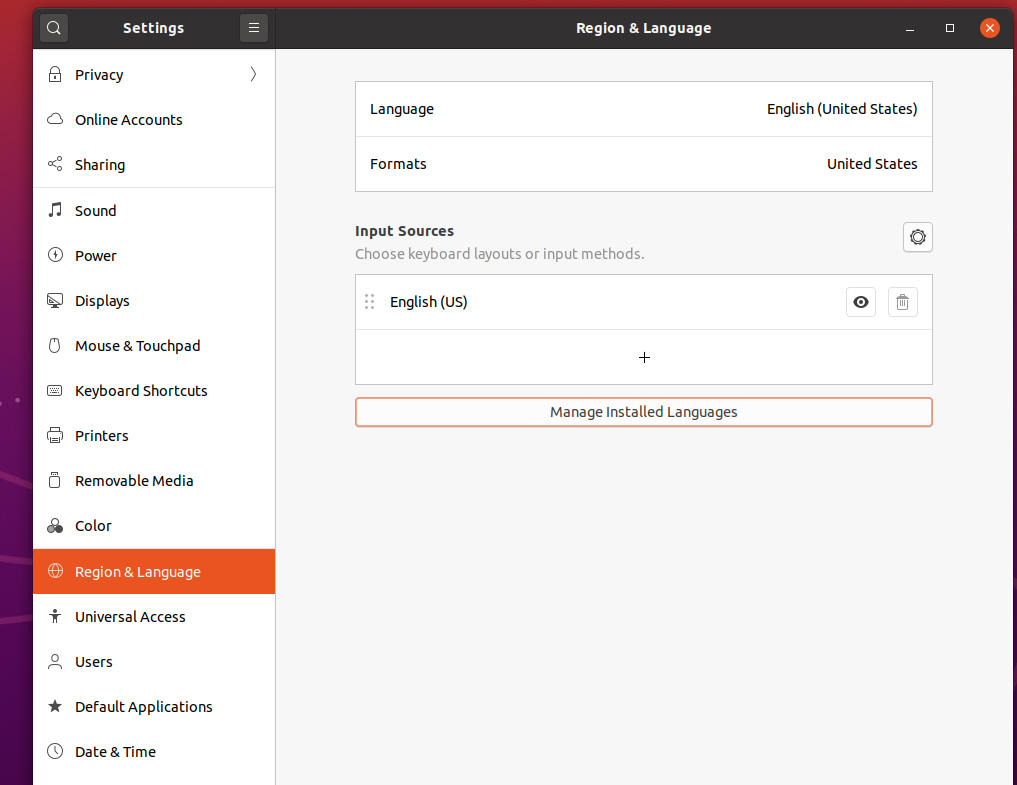 Settings
Region & Language
Privacy
Online Accounts
Sharing
Sound
Power
Displays
Mouse & Touchpad
Keyboard Shortcuts
Printers
Removable Media
Color
Region & Language
Universal Access
Users
Default Applications
Date & Time
Language English (United States)
Formats United States
Input Sources
Choose keyboard layouts or input methods.
English (US)
Manage Installed Languages